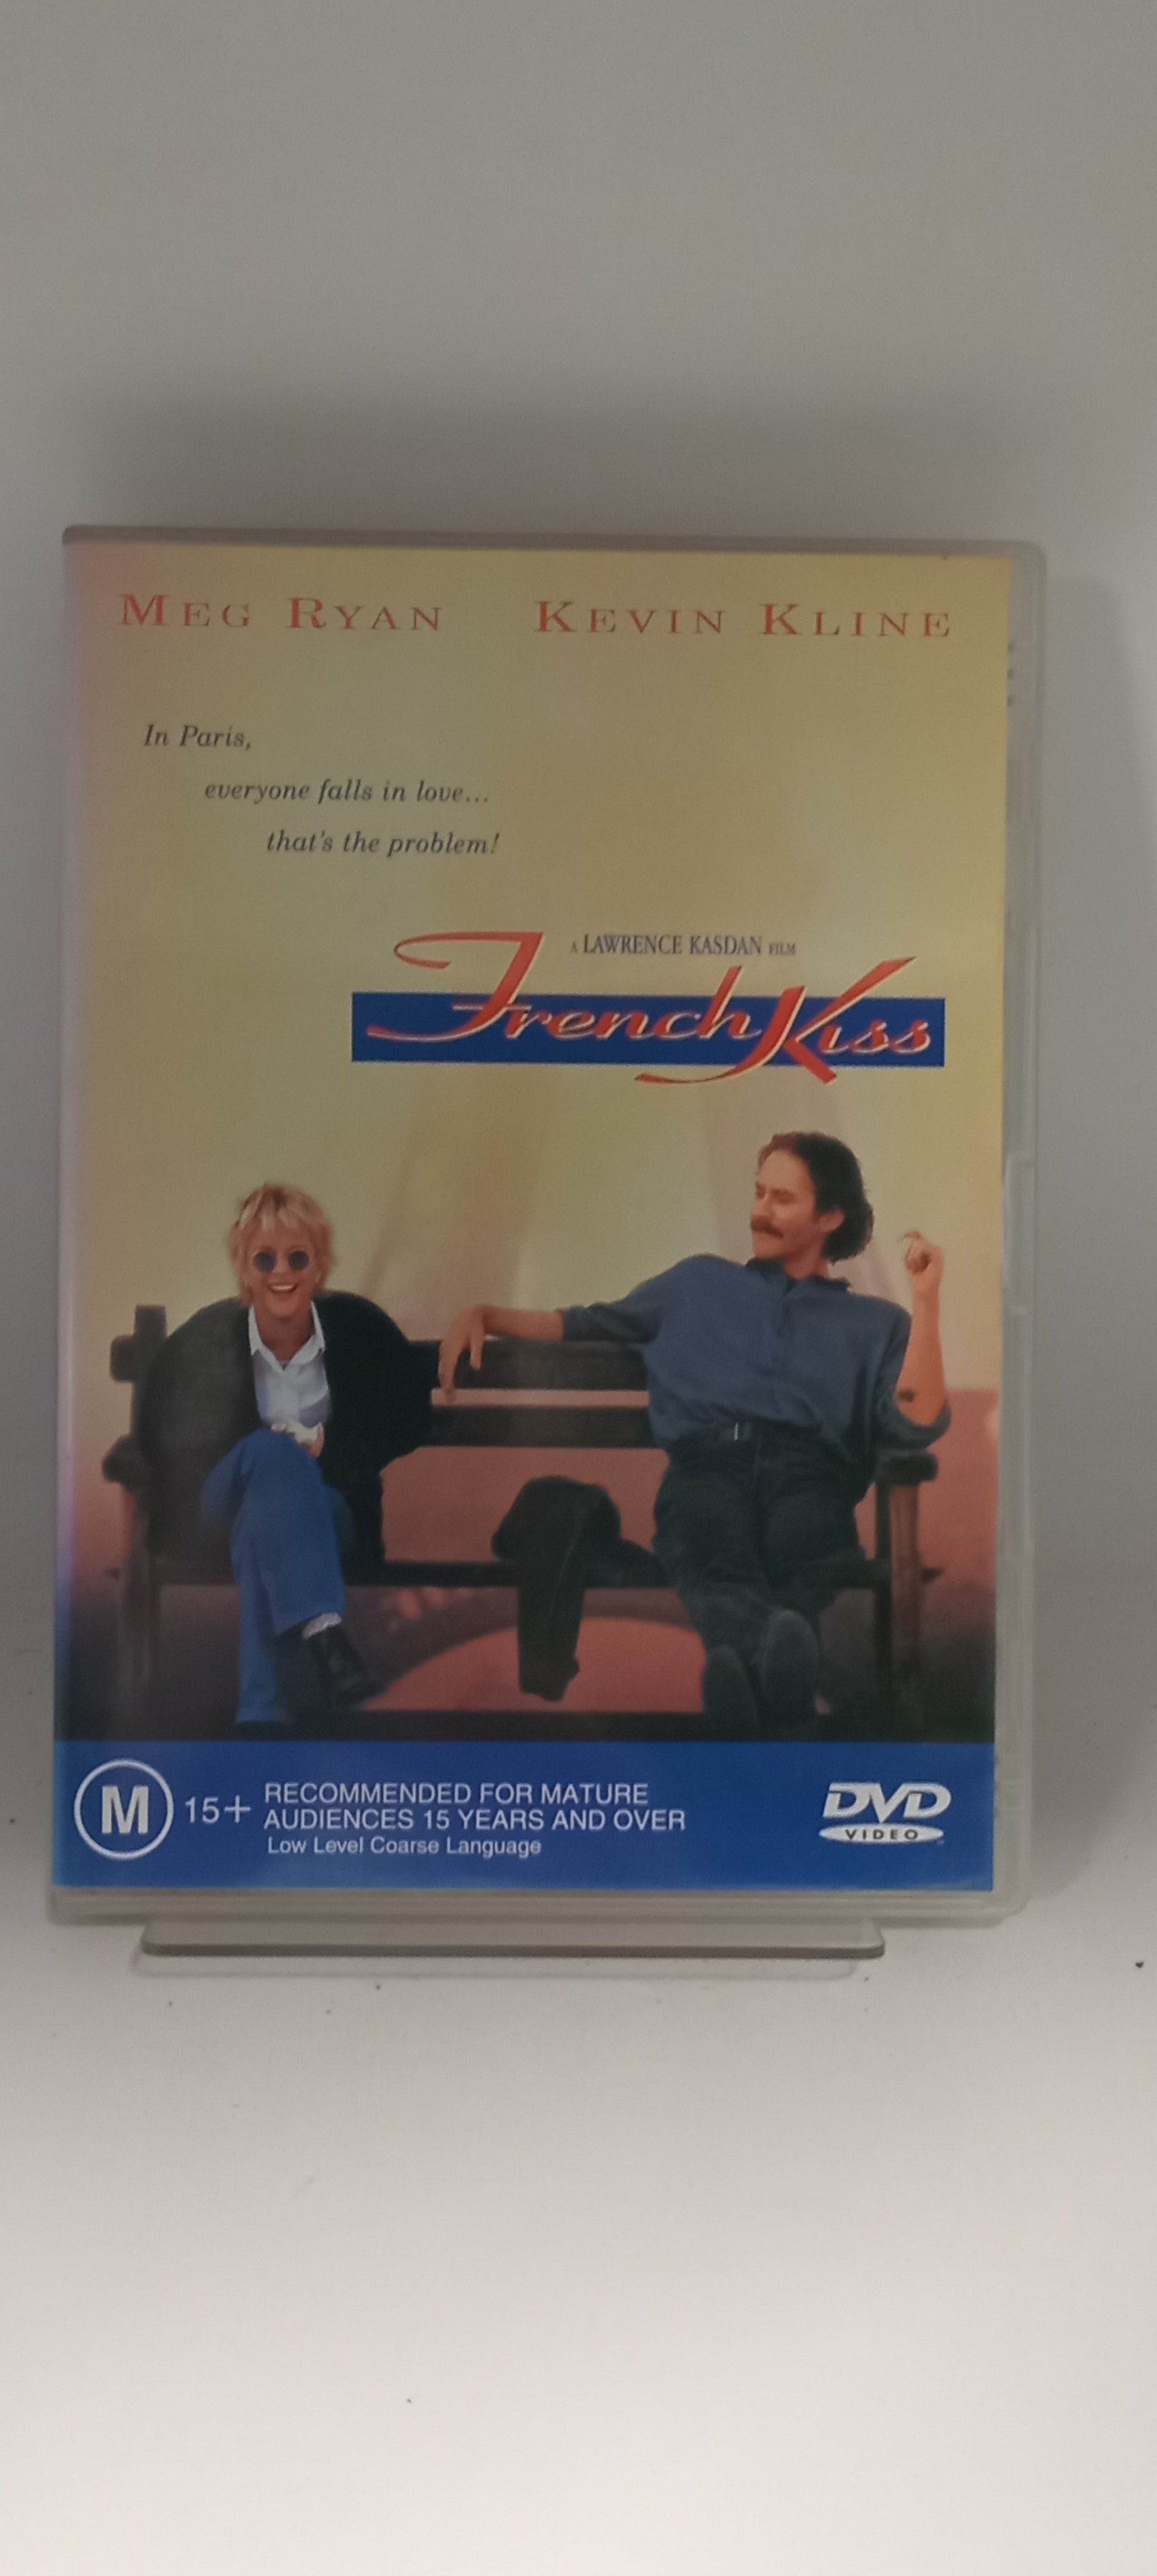 MEG RYAN KEVIN KLINE
In Paris,
everyone falls in love...
that's the problem!
A LAWRENCE KASDAN FILM
French Kiss
M 15+ RECOMMENDED FOR MATURE
AUDIENCES 15 YEARS AND OVER
Low Level Coarse Language
DVD
VIDEO